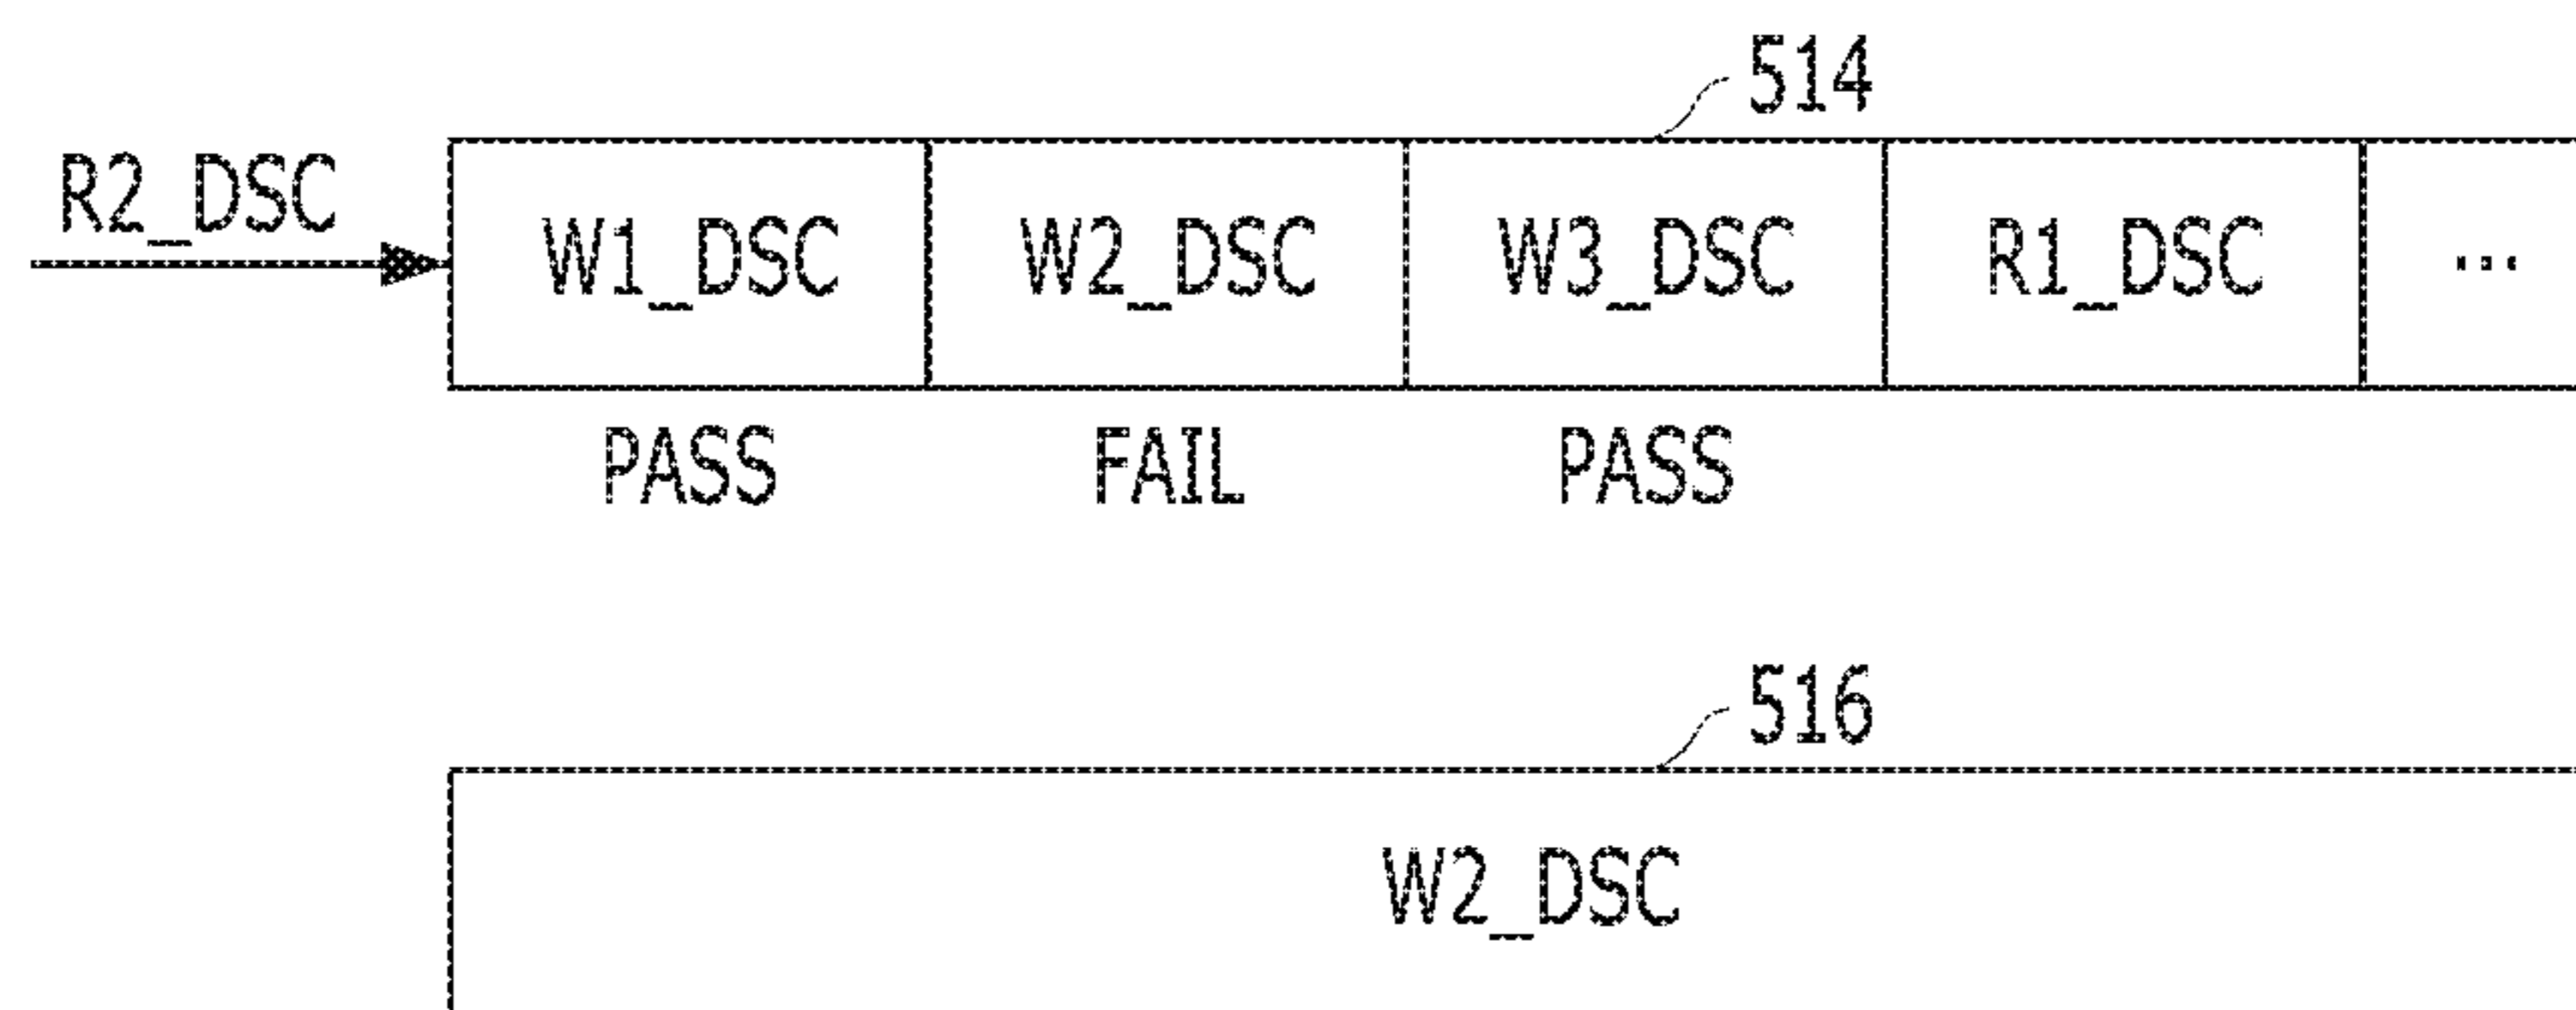 514
R2_DSC
W1_DSC W2_DSC W3_DSC R1_DSC ...
PASS FAIL PASS
516
W2_DSC